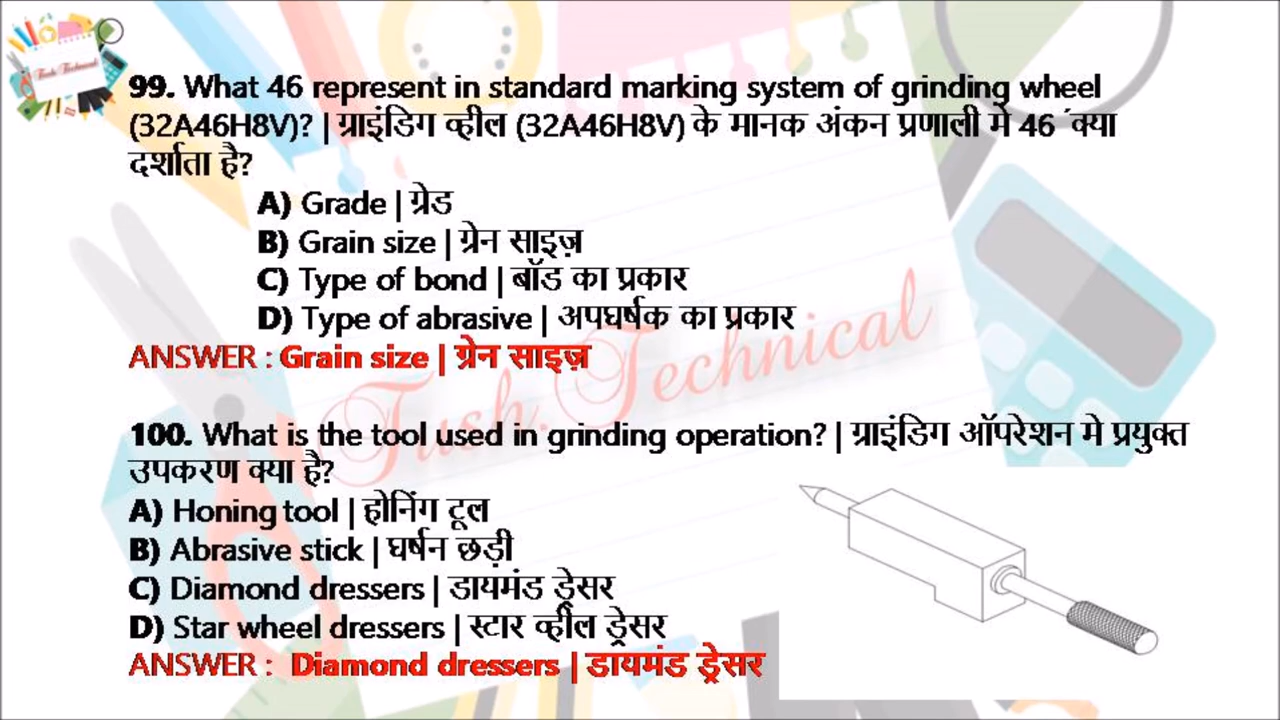 Tush Technical
99. What 46 represent in standard marking system of grinding wheel
(32A46H8V)? | ग्राइंडिग व्हील (32A46H8V) के मानक अंकन प्रणाली मे 46 ´क्या
दर्शाता है?
A) Grade | ग्रेड
B) Grain size | ग्रेन साइज़
C) Type of bond | बॉड का प्रकार
D) Type of abrasive | अपघर्षक का प्रकार
ANSWER : Grain size | ग्रेन साइज़
Tush.Technical
100. What is the tool used in grinding operation? | ग्राइंडिग ऑपरेशन मे प्रयुक्त
उपकरण क्या है?
A) Honing tool | होनिंग टूल
B) Abrasive stick | घर्षन छड़ी
C) Diamond dressers | डायमंड ड्रेसर
D) Star wheel dressers | स्टार व्हील ड्रेसर
ANSWER : Diamond dressers | डायमंड ड्रेसर